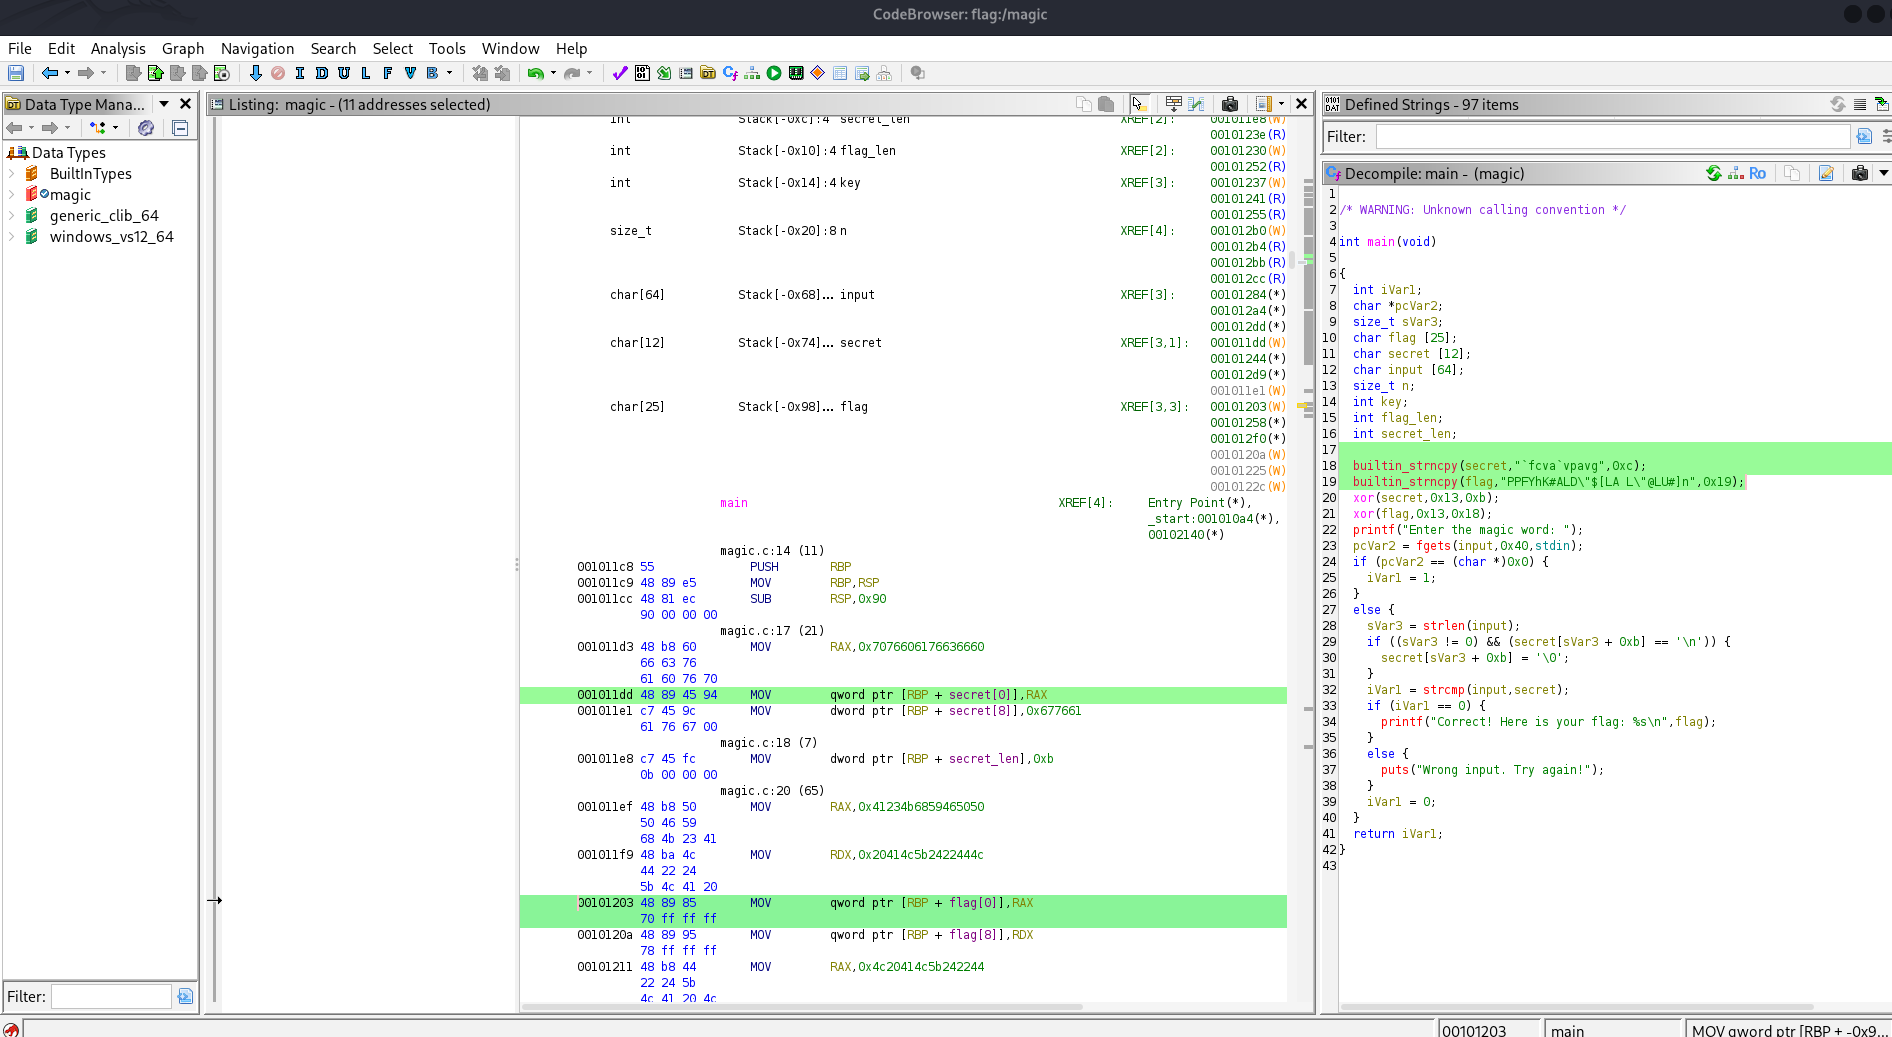 CodeBrowser: flag:/magic
File Edit Analysis Graph Navigation Search Select Tools Window Help
Data Type Mana...
Data Types
BuiltInTypes
magic
generic_clib_64
windows_vs12_64
Filter:
Listing: magic - (11 addresses selected)
int Stack[-0xc]:4 secret_len XREF[2]: 001011e8(W)
0010123e(R)
int Stack[-0x10]:4 flag_len XREF[2]: 00101230(W)
00101252(R)
int Stack[-0x14]:4 key XREF[3]: 00101237(W)
00101241(R)
00101255(R)
size_t Stack[-0x20]:8 n XREF[4]: 001012b0(W)
001012b4(R)
001012bb(R)
001012cc(R)
char[64] Stack[-0x68]... input XREF[3]: 00101284(*)
001012a4(*)
001012dd(*)
char[12] Stack[-0x74]... secret XREF[3,1]: 001011dd(W)
00101244(*)
001012d9(*)
001011e1(W)
char[25] Stack[-0x98]... flag XREF[3,3]: 00101203(W)
00101258(*)
001012f0(*)
0010120a(W)
00101225(W)
0010122c(W)
main XREF[4]: Entry Point(*),
_start:001010a4(*),
00102140(*)
magic.c:14 (11)
001011c8 55 PUSH RBP
001011c9 48 89 e5 MOV RBP,RSP
001011cc 48 81 ec SUB RSP,0x90
90 00 00 00
magic.c:17 (21)
001011d3 48 b8 60 MOV RAX,0x7076606176636660
66 63 76
61 60 76 70
001011dd 48 89 45 94 MOV qword ptr [RBP + secret[0]],RAX
001011e1 c7 45 9c MOV dword ptr [RBP + secret[8]],0x677661
61 76 67 00
magic.c:18 (7)
001011e8 c7 45 fc MOV dword ptr [RBP + secret_len],0xb
0b 00 00 00
magic.c:20 (65)
001011ef 48 b8 50 MOV RAX,0x41234b6859465050
50 46 59
68 4b 23 41
001011f9 48 ba 4c MOV RDX,0x20414c5b2422444c
44 22 24
5b 4c 41 20
00101203 48 89 85 MOV qword ptr [RBP + flag[0]],RAX
70 ff ff ff
0010120a 48 89 95 MOV qword ptr [RBP + flag[8]],RDX
78 ff ff ff
00101211 48 b8 44 MOV RAX,0x4c20414c5b242244
22 24 5b
4c 41 20 4c
Defined Strings - 97 items
Filter:
Decompile: main - (magic)
Ro
1
2 /* WARNING: Unknown calling convention */
3
4 int main(void)
5
6 {
7 int iVar1;
8 char *pcVar2;
9 size_t sVar3;
10 char flag [25];
11 char secret [12];
12 char input [64];
13 size_t n;
14 int key;
15 int flag_len;
16 int secret_len;
17
18 builtin_strncpy(secret,"`fcva`vpavg",0xc);
19 builtin_strncpy(flag,"PPFYhK#ALD\"$[LA L\"@LU#]n",0x19);
20 xor(secret,0x13,0xb);
21 xor(flag,0x13,0x18);
22 printf("Enter the magic word: ");
23 pcVar2 = fgets(input,0x40,stdin);
24 if (pcVar2 == (char *)0x0) {
25 iVar1 = 1;
26 }
27 else {
28 sVar3 = strlen(input);
29 if ((sVar3 != 0) && (secret[sVar3 + 0xb] == '\n')) {
30 secret[sVar3 + 0xb] = '\0';
31 }
32 iVar1 = strcmp(input,secret);
33 if (iVar1 == 0) {
34 printf("Correct! Here is your flag: %s\n",flag);
35 }
36 else {
37 puts("Wrong input. Try again!");
38 }
39 iVar1 = 0;
40 }
41 return iVar1;
42 }
43
00101203 main MOV qword ptr [RBP + -0x9...